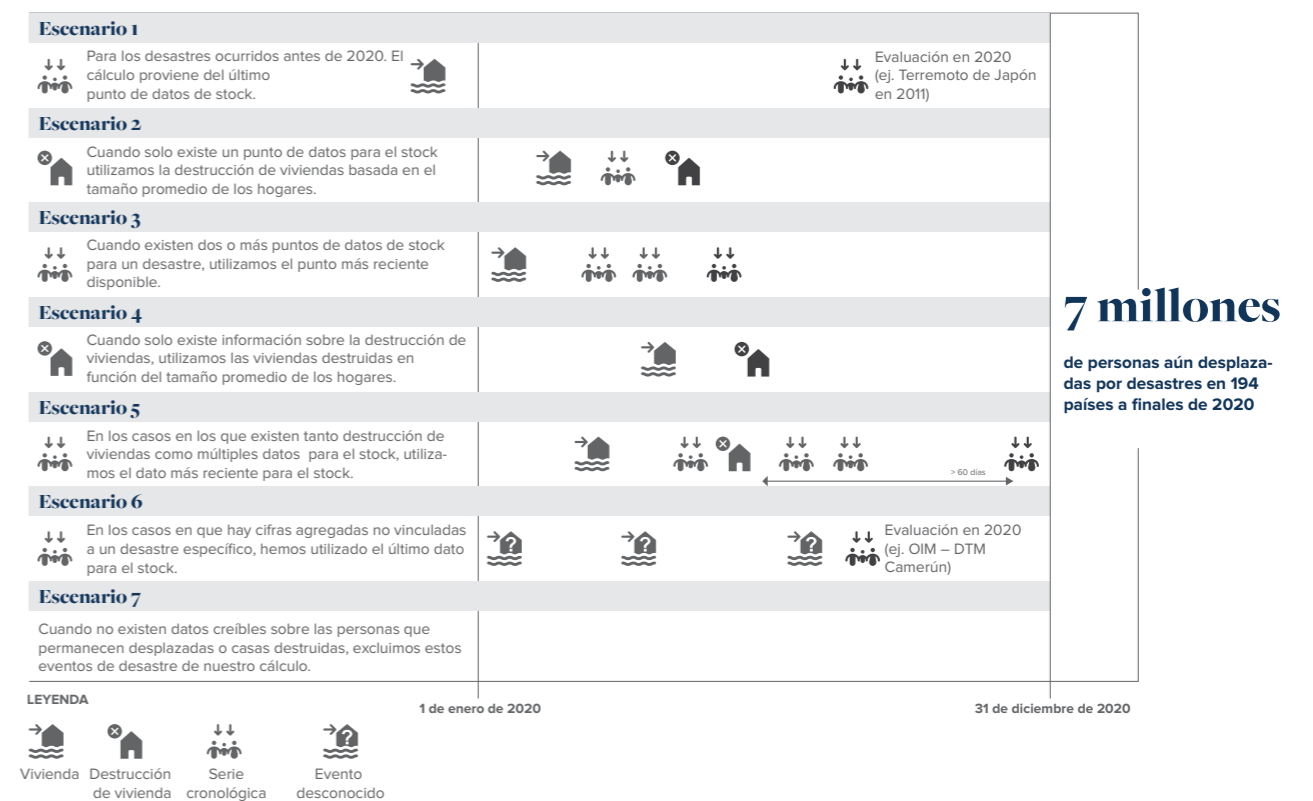 Escenario 1
Para los desastres ocurridos antes de 2020. El
cálculo proviene del último
punto de datos de stock.
Evaluación en 2020
(ej. Terremoto de Japón
en 2011)
Escenario 2
Cuando solo existe un punto de datos para el stock
utilizamos la destrucción de viviendas basada en el
tamaño promedio de los hogares.
Escenario 3
Cuando existen dos o más puntos de datos de stock
para un desastre, utilizamos el punto más reciente
disponible.
Escenario 4
Cuando solo existe información sobre la destrucción de
viviendas, utilizamos las viviendas destruidas en
función del tamaño promedio de los hogares.
Escenario 5
En los casos en los que existen tanto destrucción de
viviendas como múltiples datos para el stock, utiliza-
mos el dato más reciente para el stock.
> 60 días
Escenario 6
En los casos en que hay cifras agregadas no vinculadas
a un desastre específico, hemos utilizado el último dato
para el stock.
?
?
?
Evaluación en 2020
(ej. OIM – DTM
Camerún)
Escenario 7
Cuando no existen datos creíbles sobre las personas que
permanecen desplazadas o casas destruidas, excluimos estos
eventos de desastre de nuestro cálculo.
7 millones
de personas aún desplaza-
das por desastres en 194
países a finales de 2020
1 de enero de 2020
31 de diciembre de 2020
LEYENDA
?
Vivienda
Destrucción
de vivienda
Serie
cronológica
Evento
desconocido